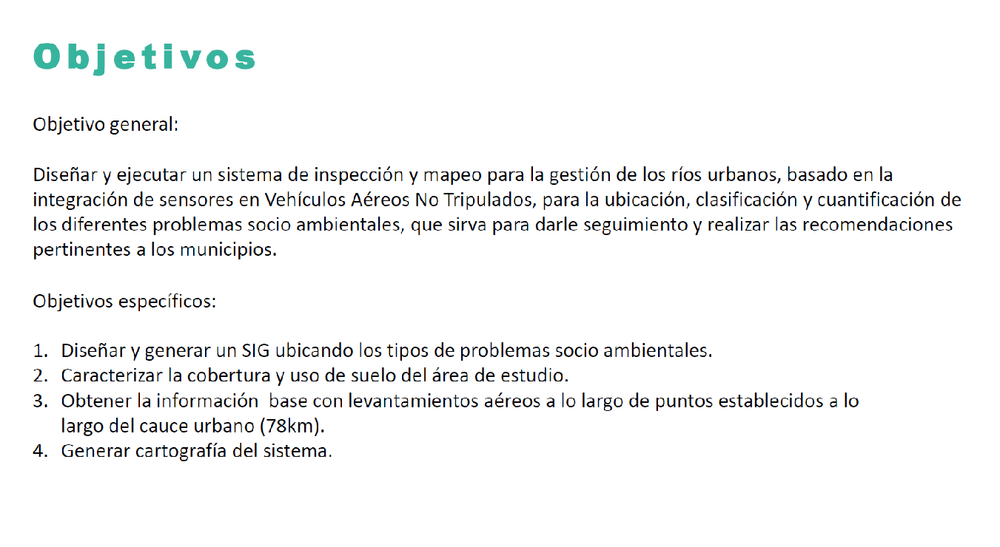 Objetivos
Objetivo general:
Diseñar y ejecutar un sistema de inspección y mapeo para la gestión de los ríos urbanos, basado en la
integración de sensores en Vehículos Aéreos No Tripulados, para la ubicación, clasificación y cuantificación de
los diferentes problemas socio ambientales, que sirva para darle seguimiento y realizar las recomendaciones
pertinentes a los municipios.
Objetivos específicos:
1. Diseñar y generar un SIG ubicando los tipos de problemas socio ambientales.
2. Caracterizar la cobertura y uso de suelo del área de estudio.
3. Obtener la información  base con levantamientos aéreos a lo largo de puntos establecidos a lo
largo del cauce urbano (78km).
4. Generar cartografía del sistema.